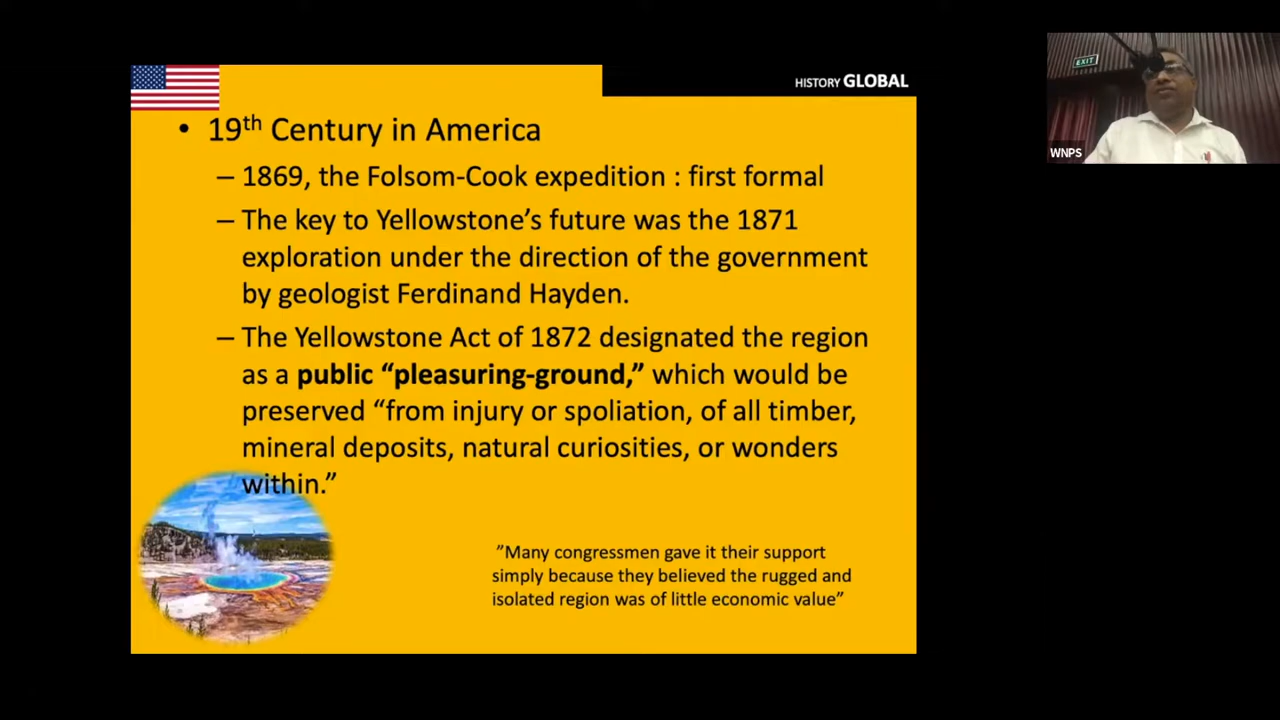 HISTORY GLOBAL
EXIT
WNPS
• 19th Century in America
– 1869, the Folsom-Cook expedition : first formal
– The key to Yellowstone’s future was the 1871
exploration under the direction of the government
by geologist Ferdinand Hayden.
– The Yellowstone Act of 1872 designated the region
as a public “pleasuring-ground,” which would be
preserved “from injury or spoliation, of all timber,
mineral deposits, natural curiosities, or wonders
within.”
”Many congressmen gave it their support
simply because they believed the rugged and
isolated region was of little economic value”